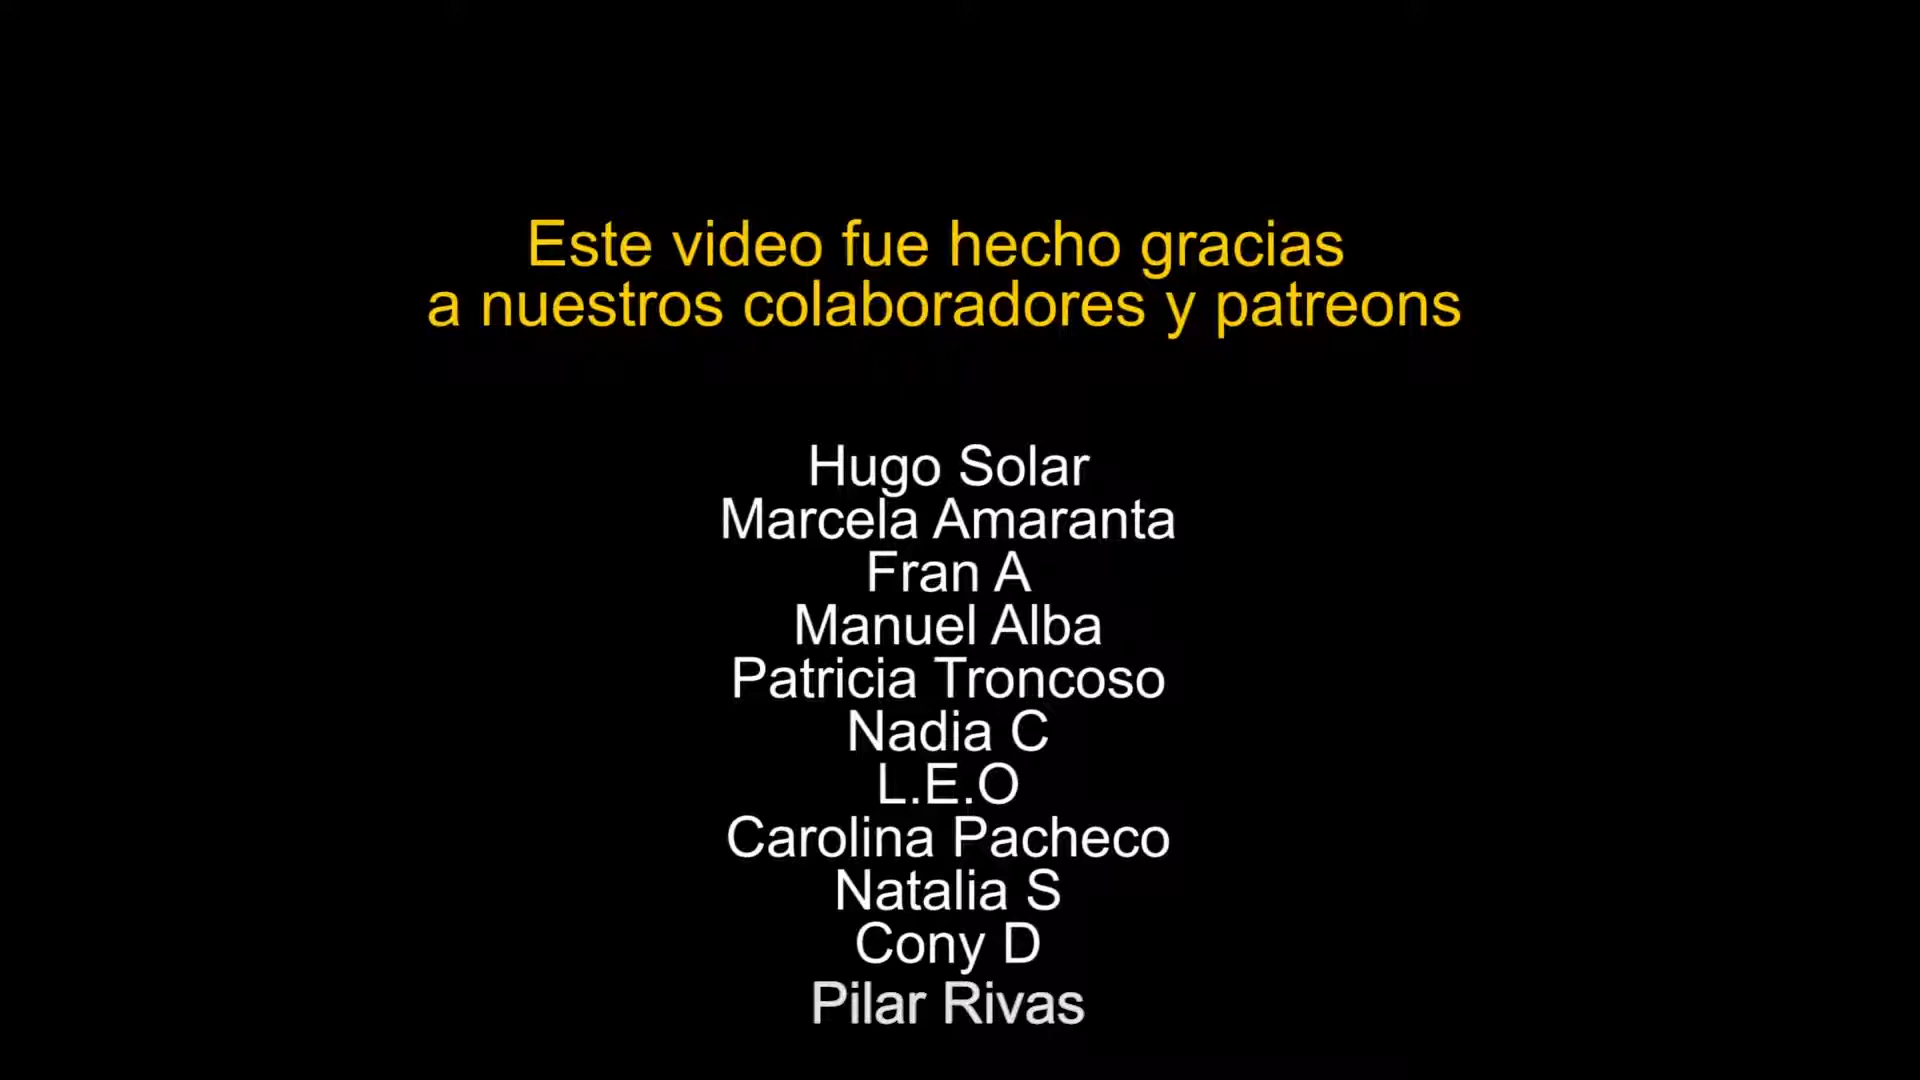 Este video fue hecho gracias
a nuestros colaboradores y patreons
Hugo Solar
Marcela Amaranta
Fran A
Manuel Alba
Patricia Troncoso
Nadia C
L.E.O
Carolina Pacheco
Natalia S
Cony D
Pilar Rivas